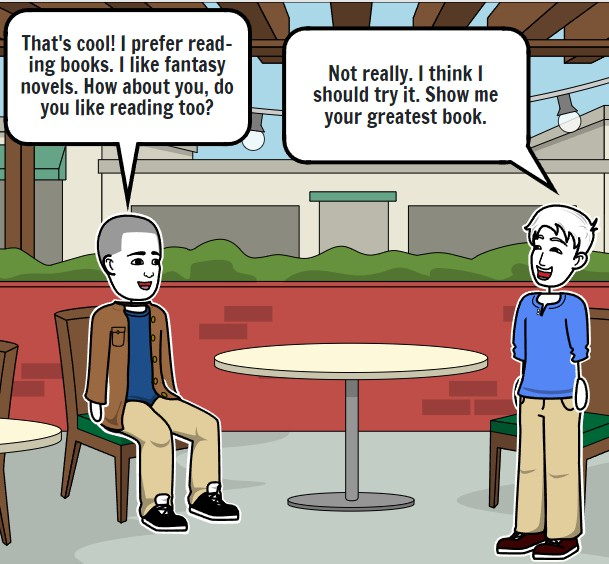 That's cool! I prefer read-
ing books. I like fantasy
novels. How about you, do
you like reading too?
Not really. I think I
should try it. Show me
your greatest book.